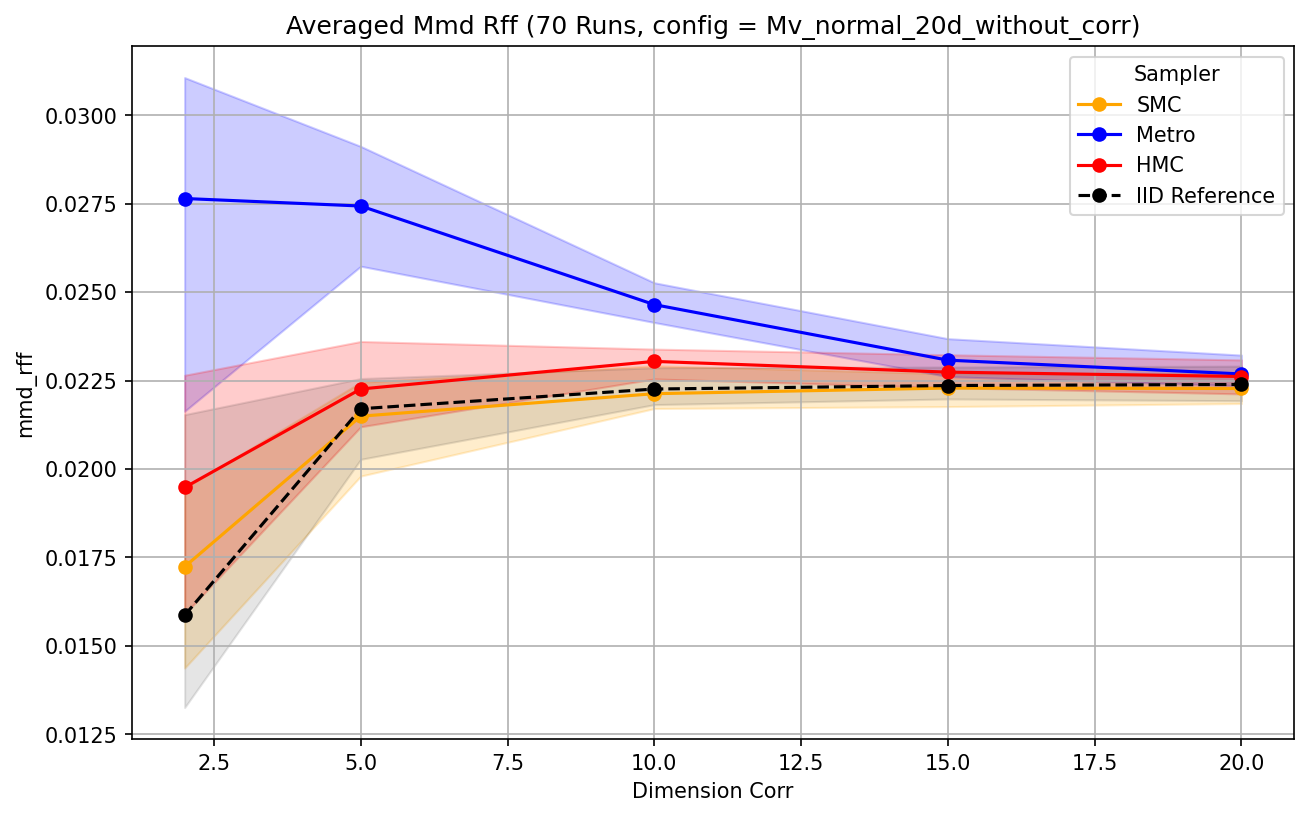 Averaged Mmd Rff (70 Runs, config = Mv_normal_20d_without_corr)
mmd_rff
0.0300
0.0275
0.0250
0.0225
0.0200
0.0175
0.0150
0.0125
Sampler
SMC
Metro
HMC
IID Reference
2.5
5.0
7.5
10.0
12.5
15.0
17.5
20.0
Dimension Corr